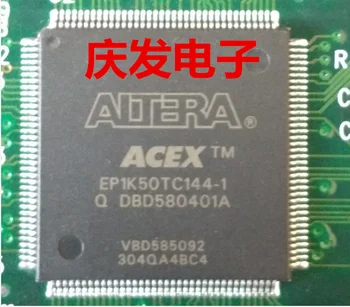 庆发电子
ALTERA®
ACEX™
EP1K50TC144-1
Q DBD580401A
VBD585092
304QA4BC4
R
C
C